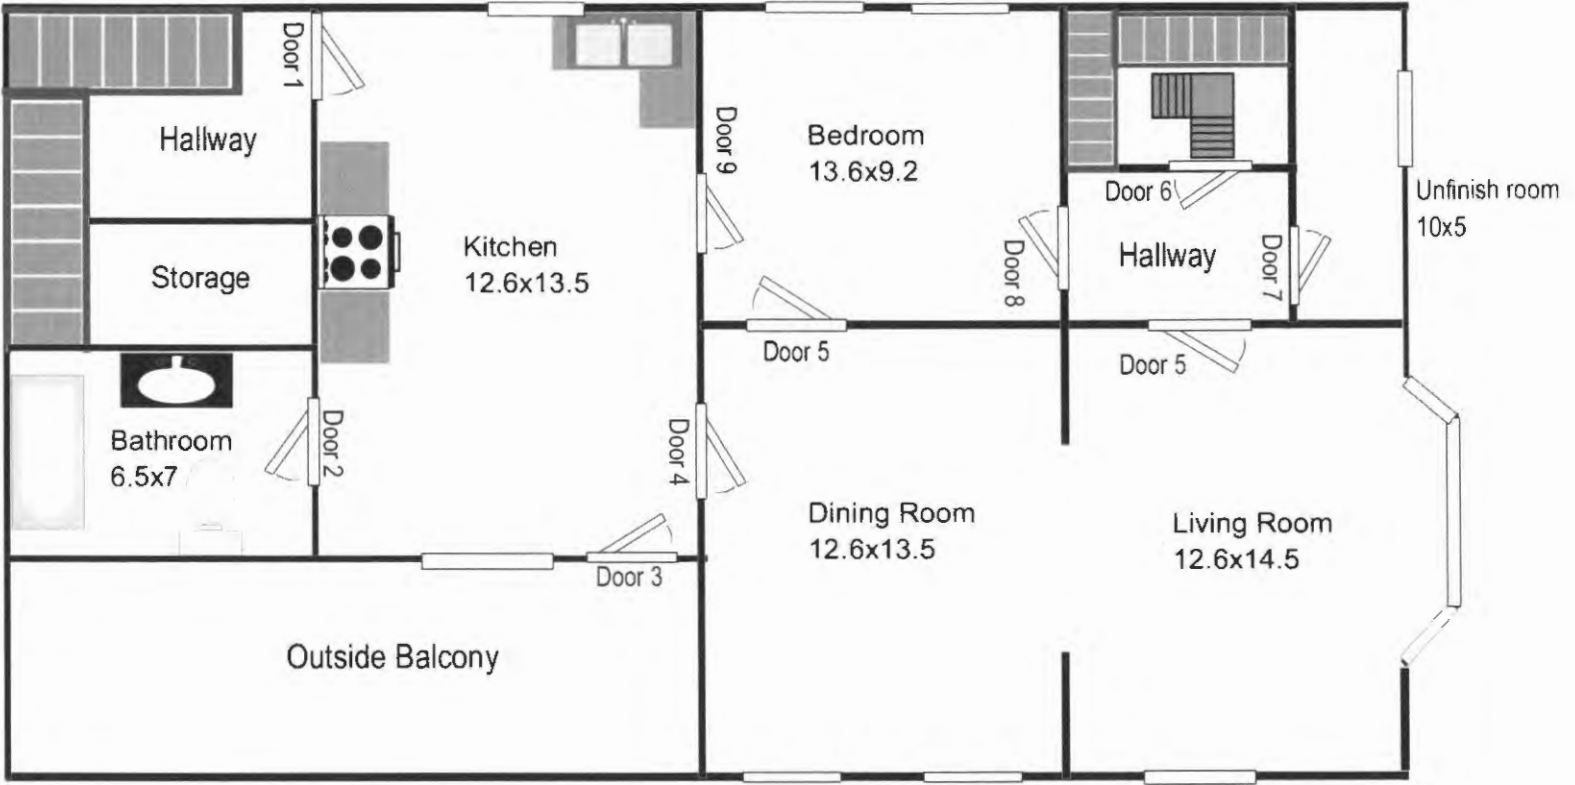 Door 1
Hallway
Storage
Kitchen
12.6x13.5
Bathroom
6.5x7
Door 2
Door 3
Door 4
Outside Balcony
Door 9
Bedroom
13.6x9.2
Door 5
Door 8
Door 6
Hallway
Door 7
Door 5
Unfinish room
10x5
Dining Room
12.6x13.5
Living Room
12.6x14.5